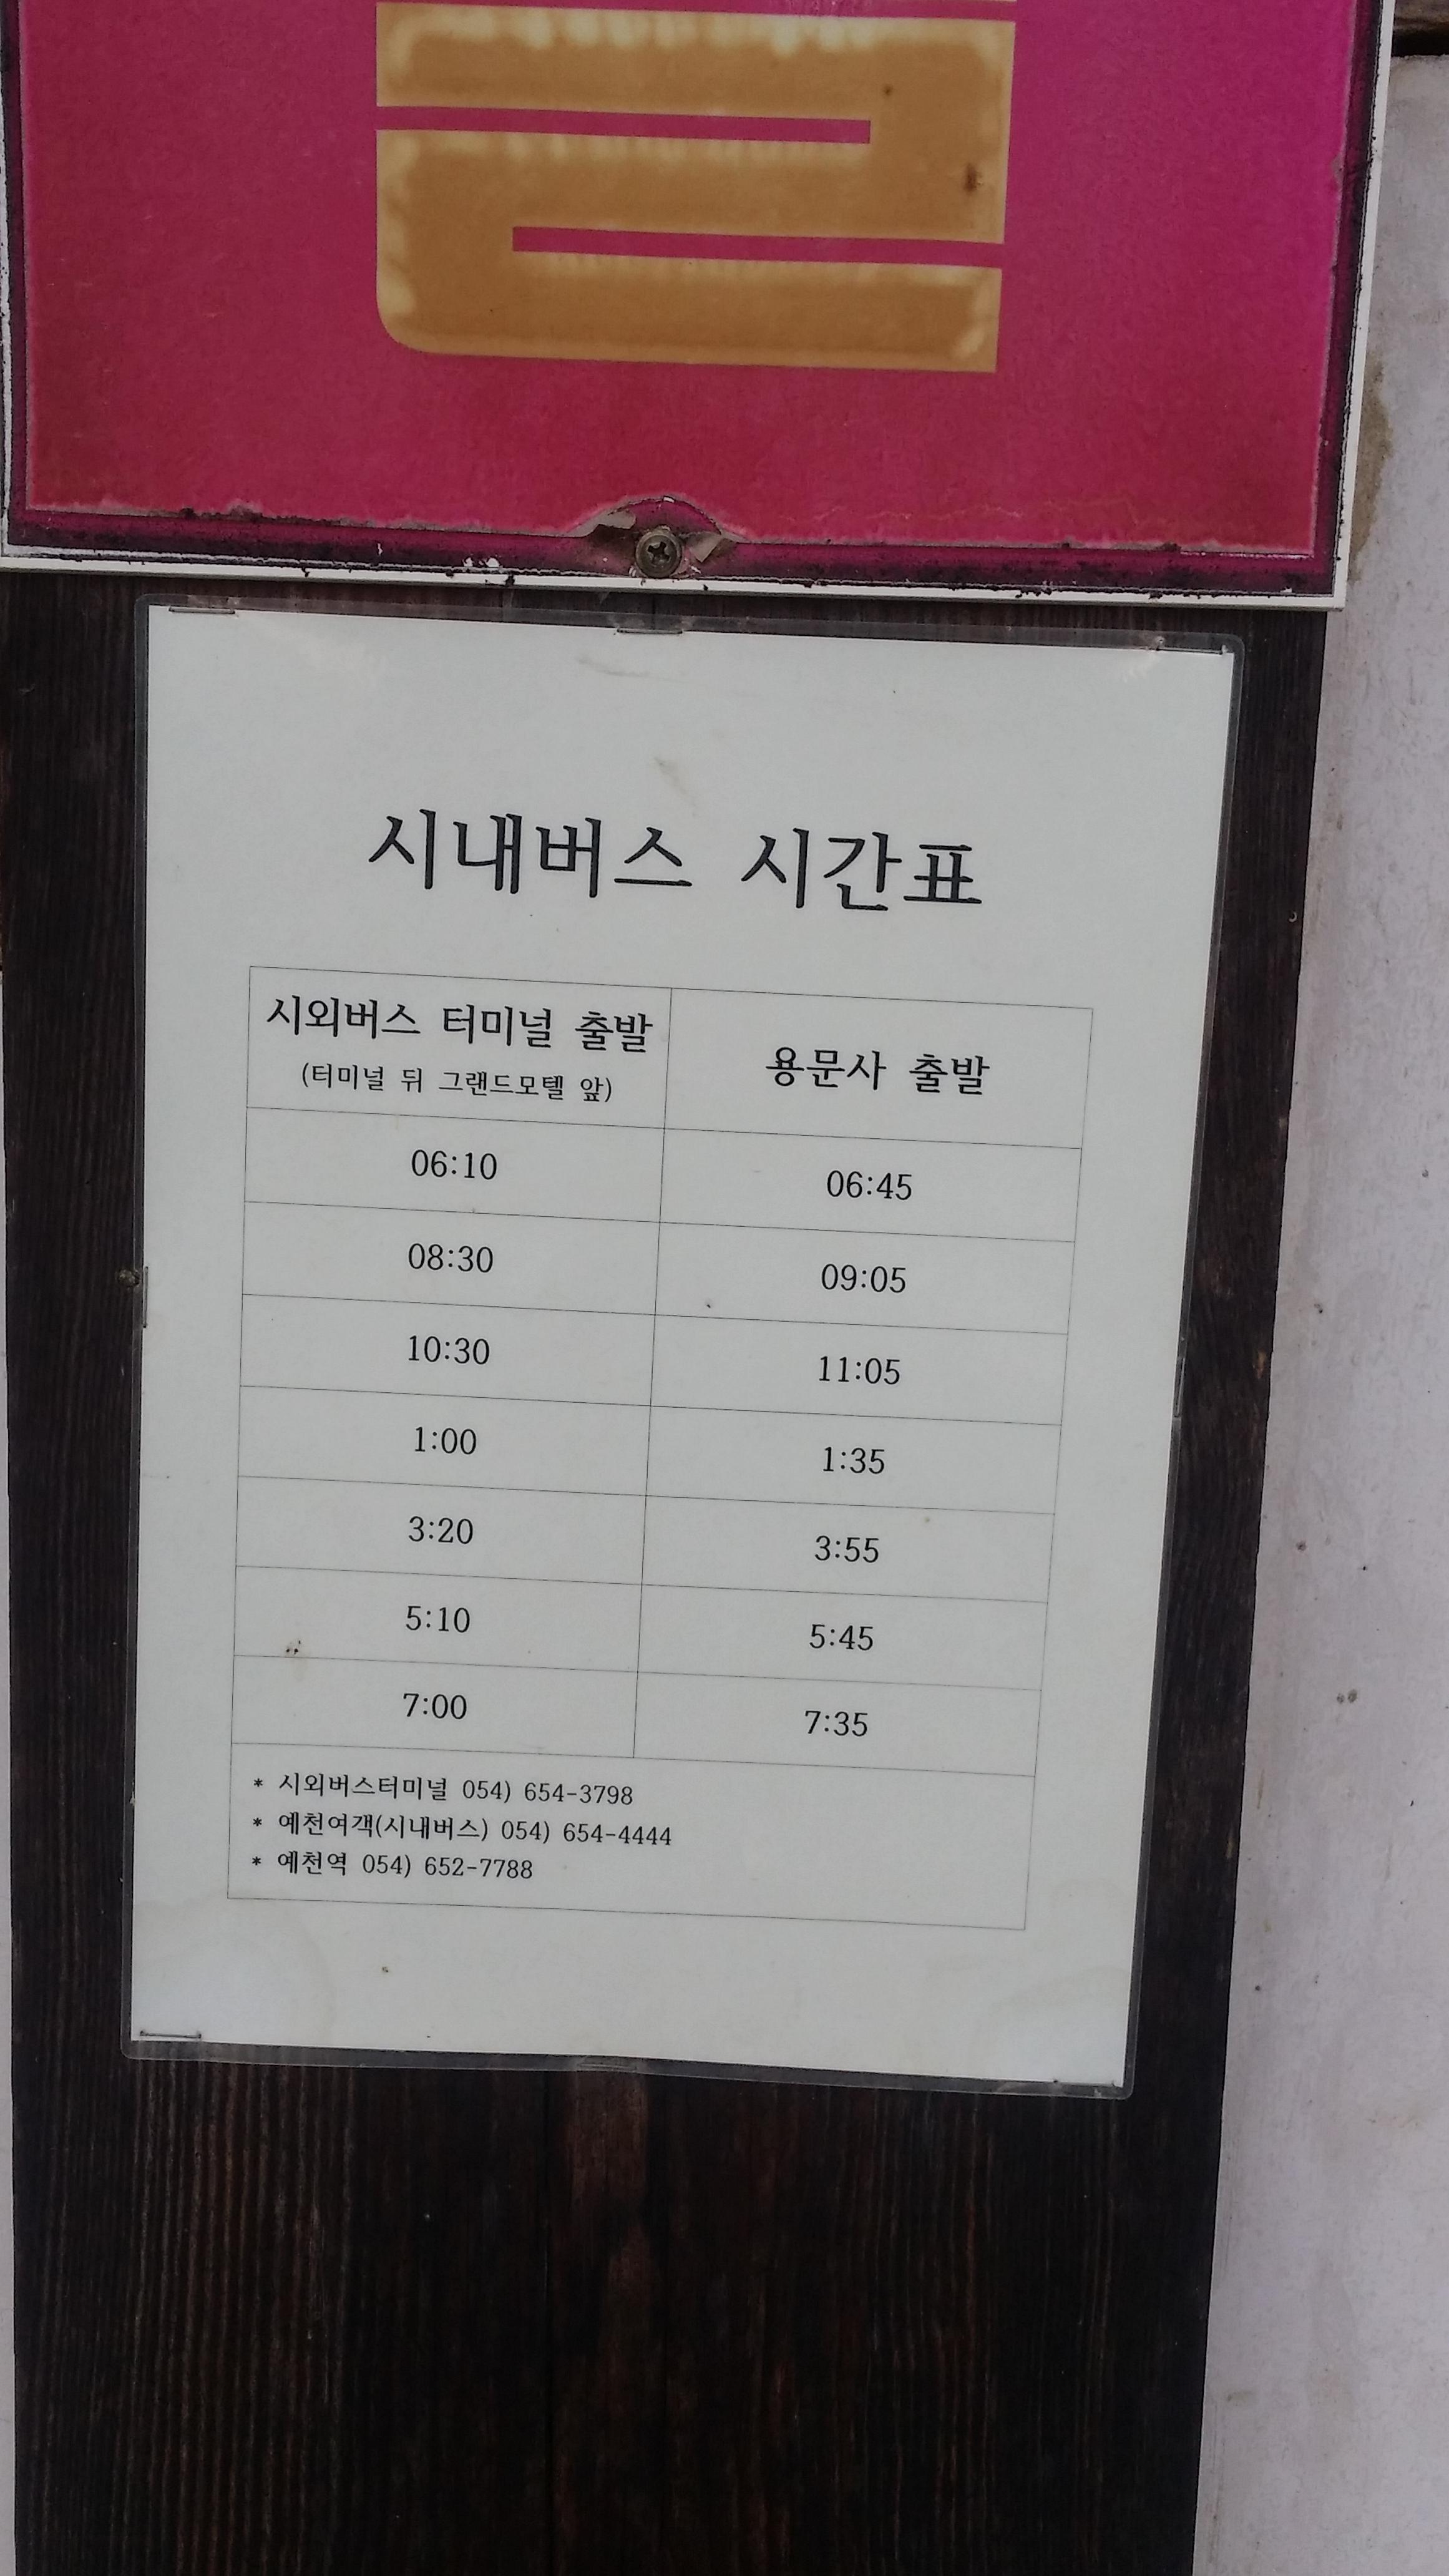 시내버스 시간표
시외버스 터미널 출발
(터미널 뒤 그랜드모텔 앞)
용문사 출발
06:10 06:45
08:30 09:05
10:30 11:05
1:00 1:35
3:20 3:55
5:10 5:45
7:00 7:35
* 시외버스터미널 054) 654-3798
* 예천여객(시내버스) 054) 654-4444
* 예천역 054) 652-7788